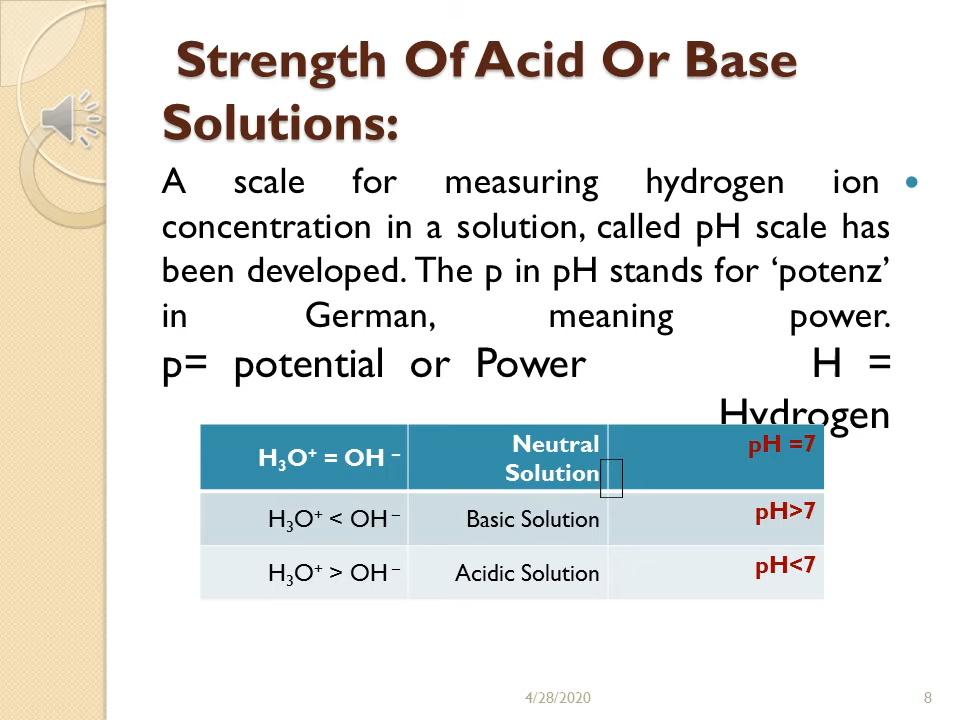 Strength Of Acid Or Base
Solutions:
A scale for measuring hydrogen ion •
concentration in a solution, called pH scale has
been developed. The p in pH stands for ‘potenz’
in German, meaning power.
p= potential or Power H =
Hydrogen
H₃O⁺ = OH ⁻ Neutral Solution pH =7
H₃O⁺ < OH ⁻ Basic Solution pH>7
H₃O⁺ > OH ⁻ Acidic Solution pH<7
4/28/2020 8